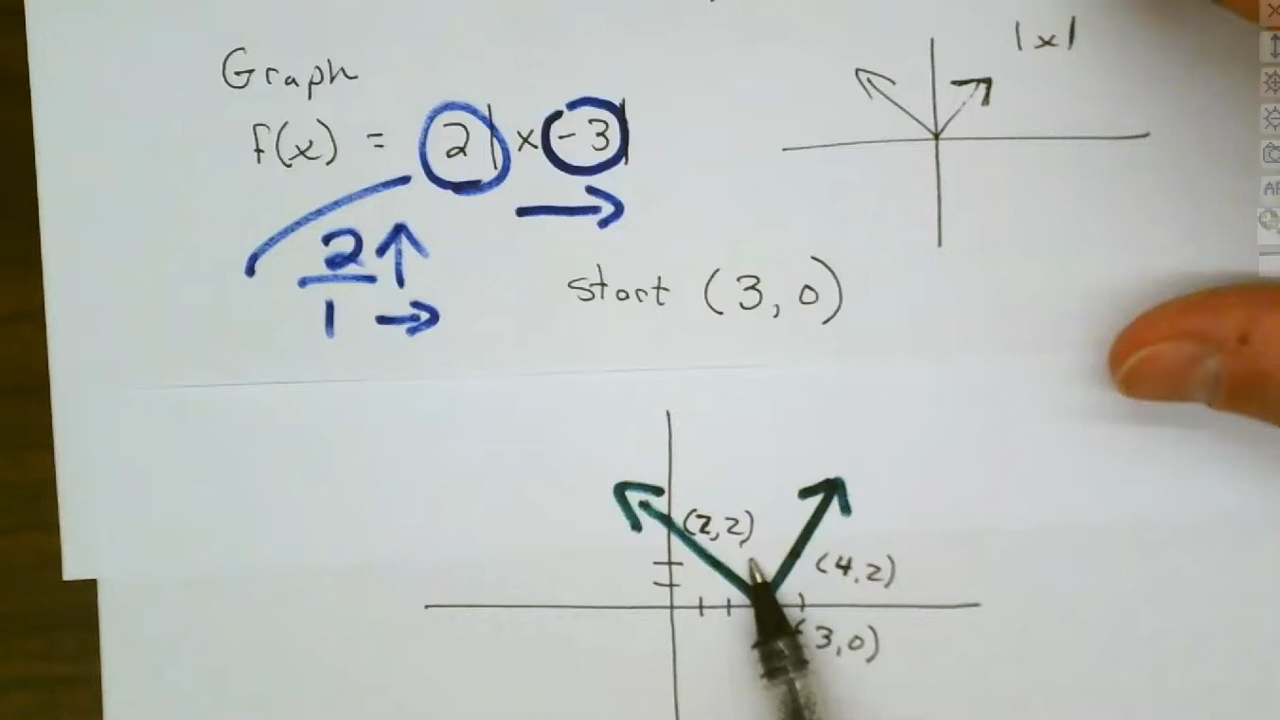 Graph
|x|
f(x) = 2|x-3|
2
1
start (3,0)
(2,2)
(4,2)
(3,0)